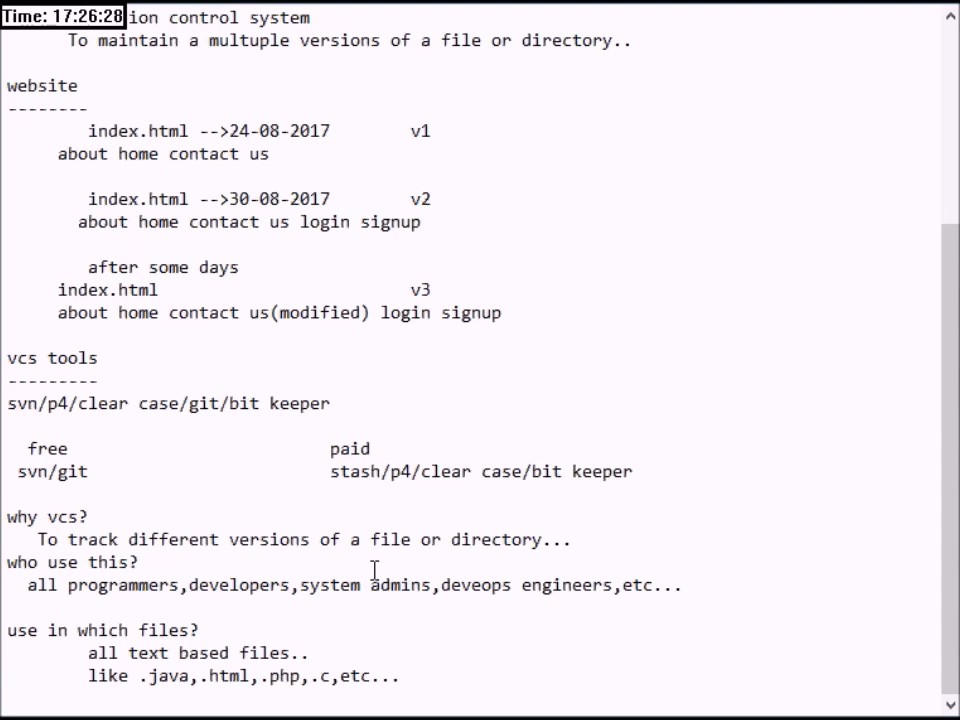 Time: 17:26:28
ion control system
To maintain a multuple versions of a file or directory..
website
--------
index.html -->24-08-2017 v1
about home contact us
index.html -->30-08-2017 v2
about home contact us login signup
after some days
index.html v3
about home contact us(modified) login signup
vcs tools
---------
svn/p4/clear case/git/bit keeper
free paid
svn/git stash/p4/clear case/bit keeper
why vcs?
To track different versions of a file or directory...
who use this?
all programmers,developers,system admins,deveops engineers,etc...
use in which files?
all text based files..
like .java,.html,.php,.c,etc...